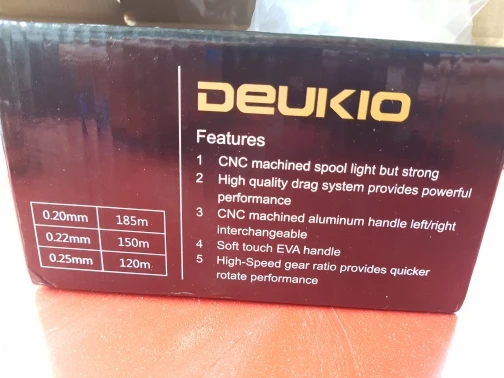 DEUKIO
Features
1 CNC machined spool light but strong
2 High quality drag system provides powerful
performance
3 CNC machined aluminum handle left/right
interchangeable
4 Soft touch EVA handle
5 High-Speed gear ratio provides quicker
rotate performance
0.20mm 185m
0.22mm 150m
0.25mm 120m